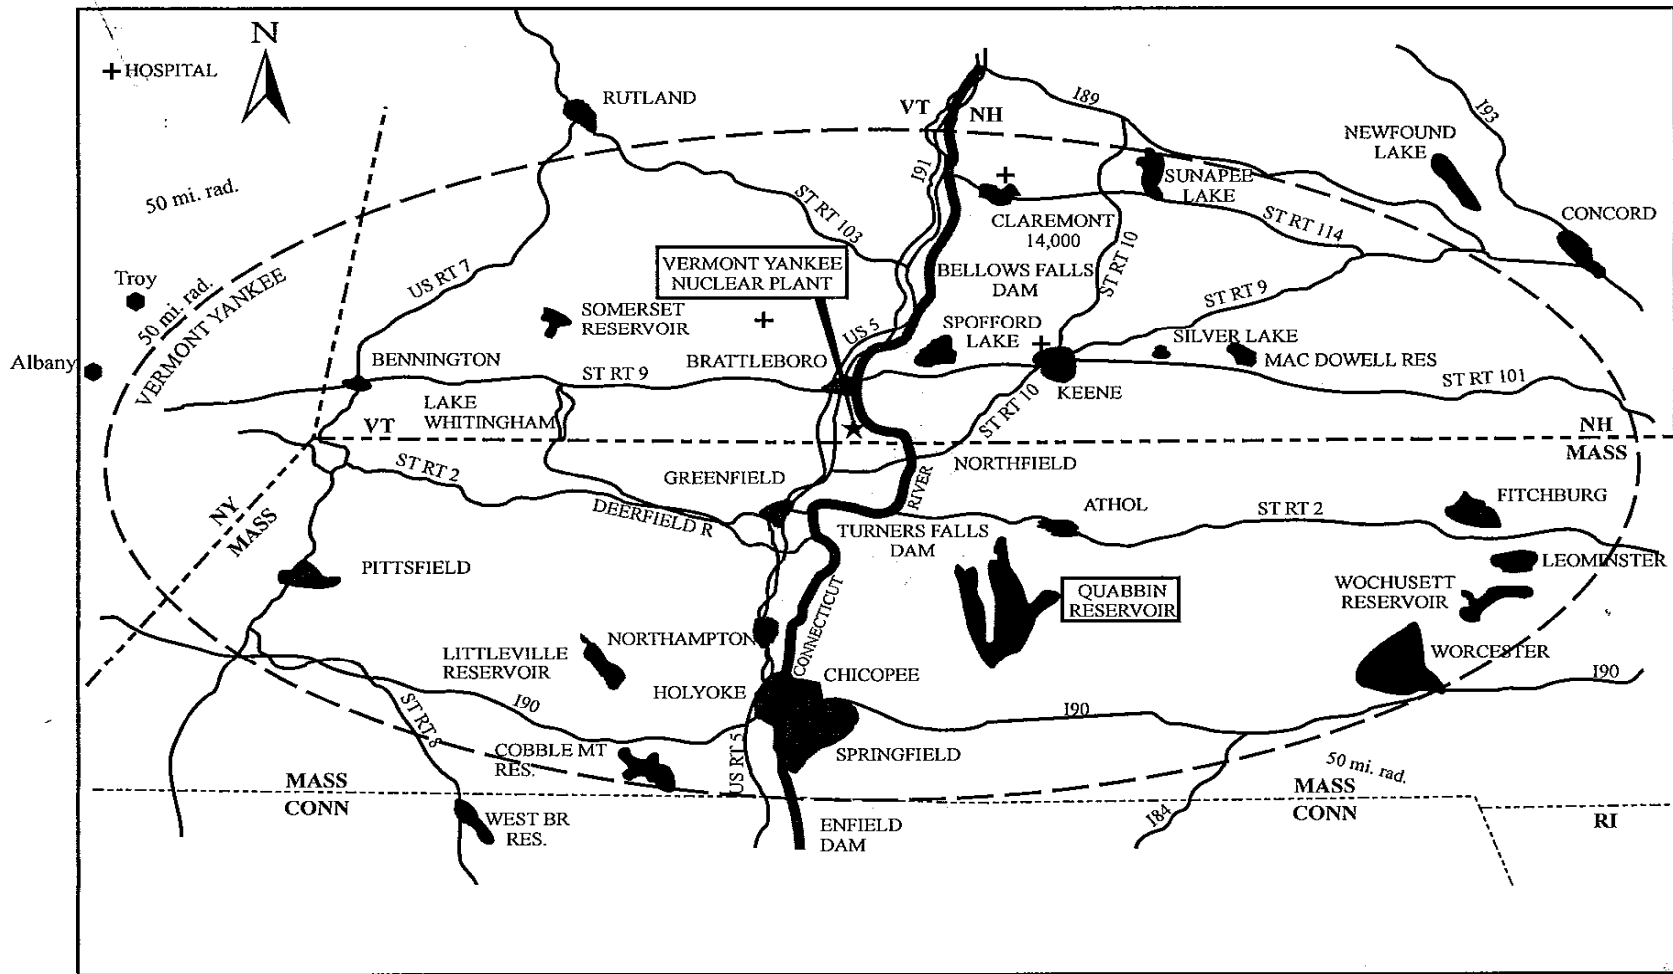 N
HOSPITAL
RUTLAND
VT
NH
I89
I93
NEWFOUND
LAKE
50 mi. rad.
I91
SUNAPEE
LAKE
ST RT 103
CLAREMONT
14,000
ST RT 114
CONCORD
VERMONT YANKEE
NUCLEAR PLANT
BELLOWS FALLS
DAM
ST RT 10
US RT 7
Troy
50 mi. rad.
VERMONT YANKEE
SOMERSET
RESERVOIR
US 5
SPOFFORD
LAKE
ST RT 9
SILVER LAKE
MAC DOWELL RES
Albany
BENNINGTON
ST RT 9
BRATTLEBORO
KEENE
ST RT 101
LAKE
WHITINGHAM
ST RT 10
VT
NH
MASS
ST RT 2
GREENFIELD
NORTHFIELD
RIVER
NY
MASS
DEERFIELD R
TURNERS FALLS
DAM
ATHOL
ST RT 2
FITCHBURG
LEOMINSTER
PITTSFIELD
QUABBIN
RESERVOIR
WOCHUSETT
RESERVOIR
CONNECTICUT
NORTHAMPTON
LITTLEVILLE
RESERVOIR
WORCESTER
HOLYOKE
CHICOPEE
I90
I90
I90
ST RT 8
COBBLE MT
RES.
US RT 5
SPRINGFIELD
50 mi. rad.
MASS
CONN
MASS
CONN
WEST BR
RES.
ENFIELD
DAM
I84
RI